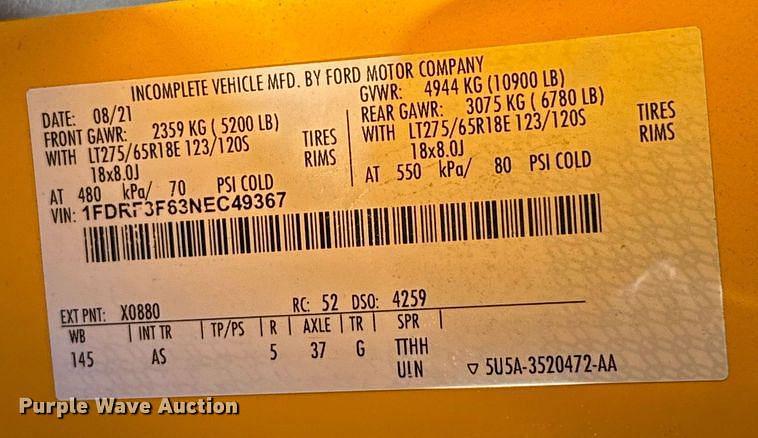 INCOMPLETE VEHICLE MFD. BY FORD MOTOR COMPANY
DATE: 08/21 GVWR: 4944 KG (10900 LB)
FRONT GAWR: 2359 KG (5200 LB) REAR GAWR: 3075 KG (6780 LB)
WITH LT275/65R18E 123/120S TIRES WITH LT275/65R18E 123/120S TIRES
18x8.0J RIMS 18x8.0J RIMS
AT 480 kPa/ 70 PSI COLD AT 550 kPa/ 80 PSI COLD
VIN: 1FDRF3F63NEC49367
EXT PNT: X0880 RC: 52 DSO: 4259
WB | INT TR | TP/PS | R | AXLE | TR | SPR |
145 AS 5 37 G TTHH
UIN ▽ 5U5A-3520472-AA
Purple Wave Auction